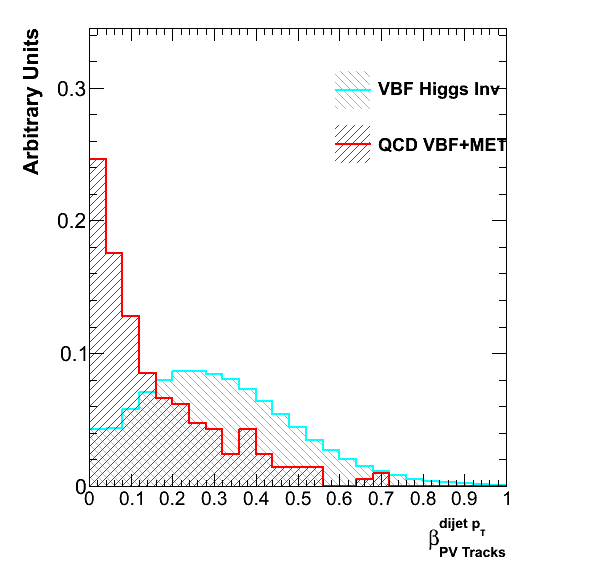 Arbitrary Units
0.3
0.2
0.1
0
VBF Higgs Inv
QCD VBF+MET
0 0.1 0.2 0.3 0.4 0.5 0.6 0.7 0.8 0.9 1
β dijet p_T PV Tracks